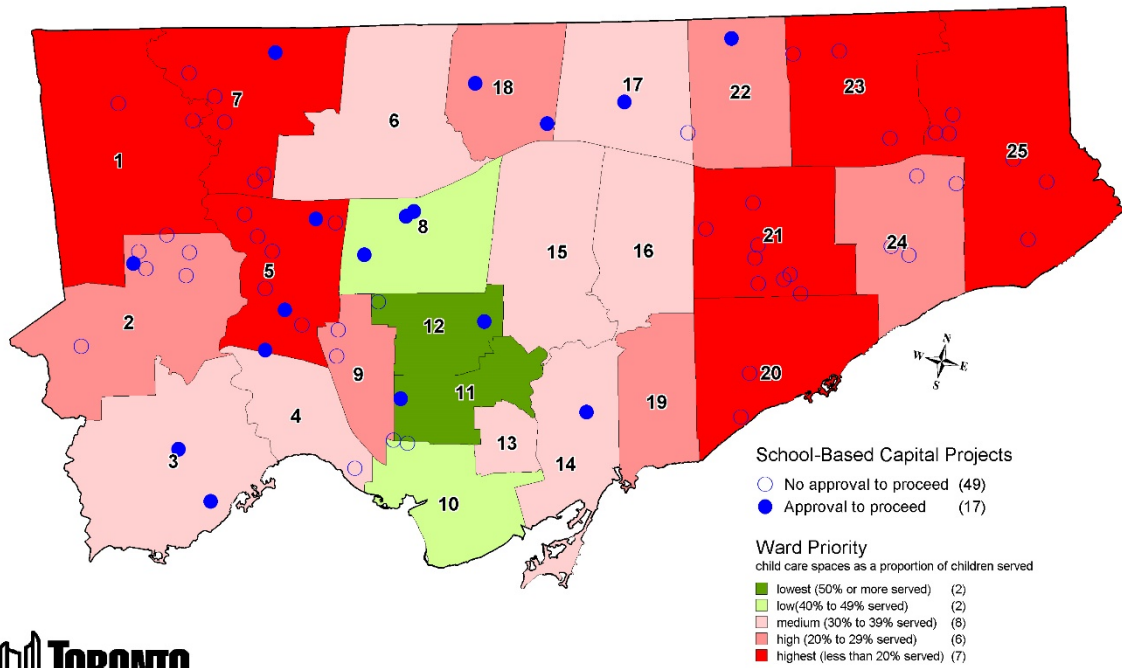 7
18
17
22
23
6
1
25
8
21
15
16
24
5
2
12
N
W
E
S
20
9
11
19
4
13
3
14
10
School-Based Capital Projects
No approval to proceed (49)
Approval to proceed (17)
Ward Priority
child care spaces as a proportion of children served
lowest (50% or more served) (2)
low(40% to 49% served) (2)
medium (30% to 39% served) (8)
high (20% to 29% served) (6)
highest (less than 20% served) (7)
TORONTO